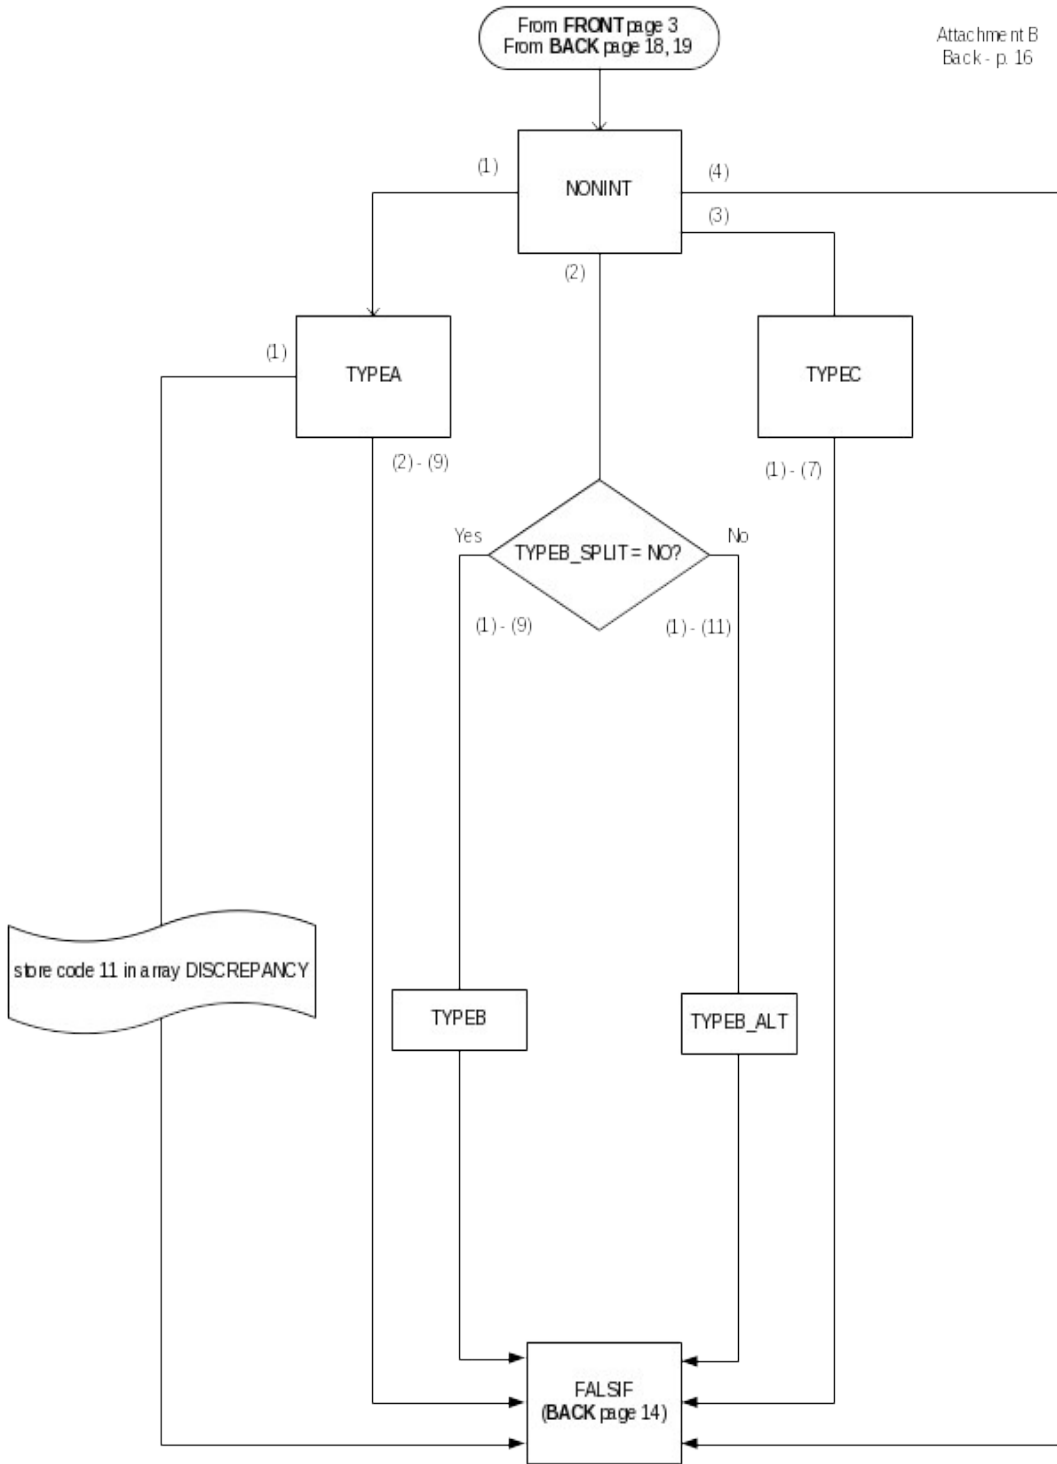 From FRONT page 3
From BACK page 18, 19
Attachment B
Back - p. 16
(1)
NONINT
(4)
(3)
(2)
(1)
TYPEA
TYPEC
(2) - (9)
(1) - (7)
Yes
TYPEB_SPLIT = NO?
No
(1) - (9)
(1) - (11)
store code 11 in array DISCREPANCY
TYPEB
TYPEB_ALT
FALSIF
(BACK page 14)